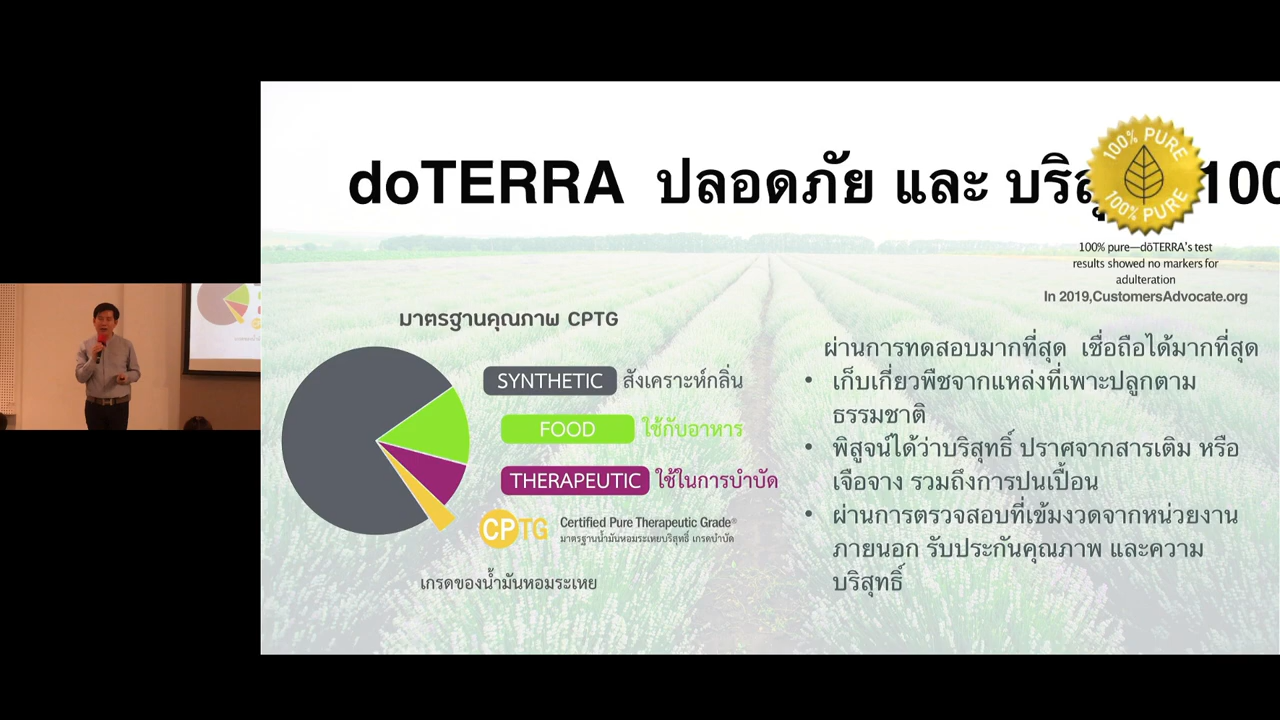 doTERRA ปลอดภัย และ บริสุ 100
100% PURE
100% PURE
100% pure—dōTERRA's test
results showed no markers for
adulteration
In 2019,CustomersAdvocate.org
มาตรฐานคุณภาพ CPTG
SYNTHETIC สังเคราะห์กลิ่น
FOOD ใช้กับอาหาร
THERAPEUTIC ใช้ในการบำบัด
CPTG Certified Pure Therapeutic Grade®
มาตรฐานน้ำมันหอมระเหยบริสุทธิ์ เกรดบำบัด
เกรดของน้ำมันหอมระเหย
ผ่านการทดสอบมากที่สุด เชื่อถือได้มากที่สุด
• เก็บเกี่ยวพืชจากแหล่งที่เพาะปลูกตาม
ธรรมชาติ
• พิสูจน์ได้ว่าบริสุทธิ์ ปราศจากสารเติม หรือ
เจือจาง รวมถึงการปนเปื้อน
• ผ่านการตรวจสอบที่เข้มงวดจากหน่วยงาน
ภายนอก รับประกันคุณภาพ และความ
บริสุทธิ์